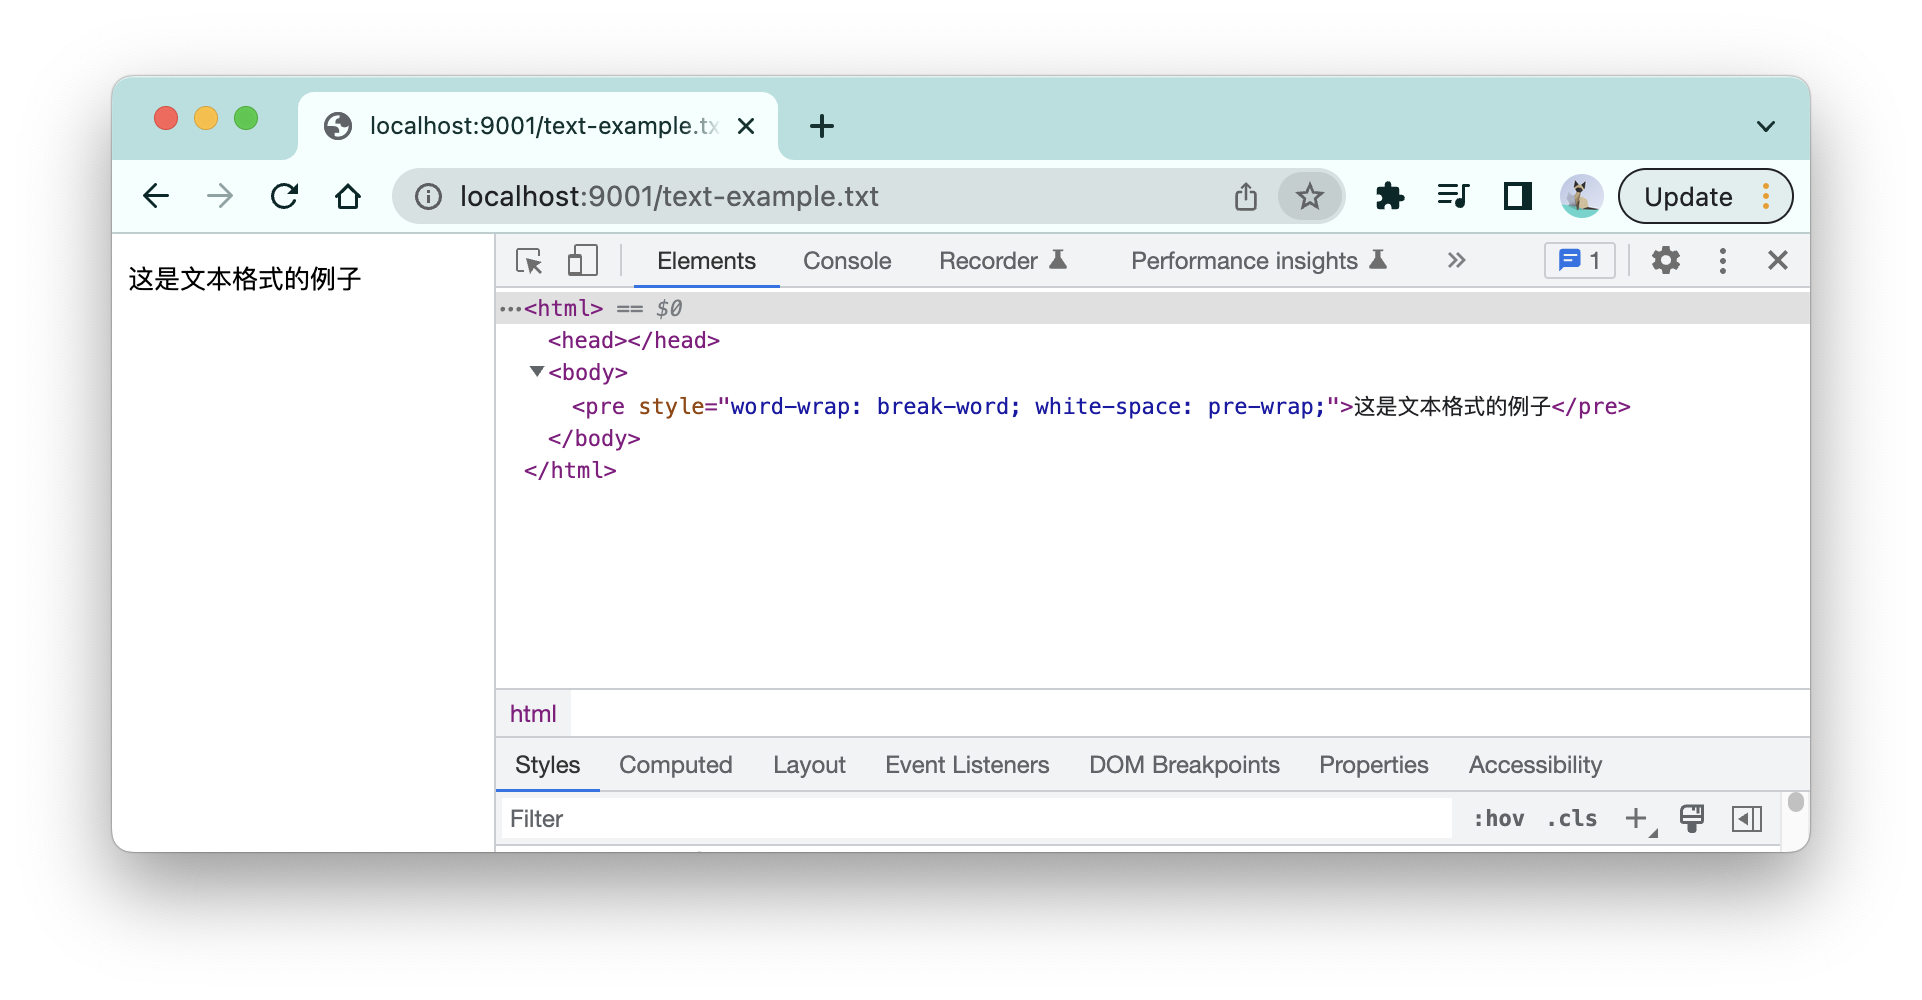 localhost:9001/text-example.tx
localhost:9001/text-example.txt
Update
这是文本格式的例子
Elements
Console
Recorder
Performance insights
1
<html> == $0
<head></head>
<body>
<pre style="word-wrap: break-word; white-space: pre-wrap;">这是文本格式的例子</pre>
</body>
</html>
html
Styles
Computed
Layout
Event Listeners
DOM Breakpoints
Properties
Accessibility
Filter
:hov
.cls